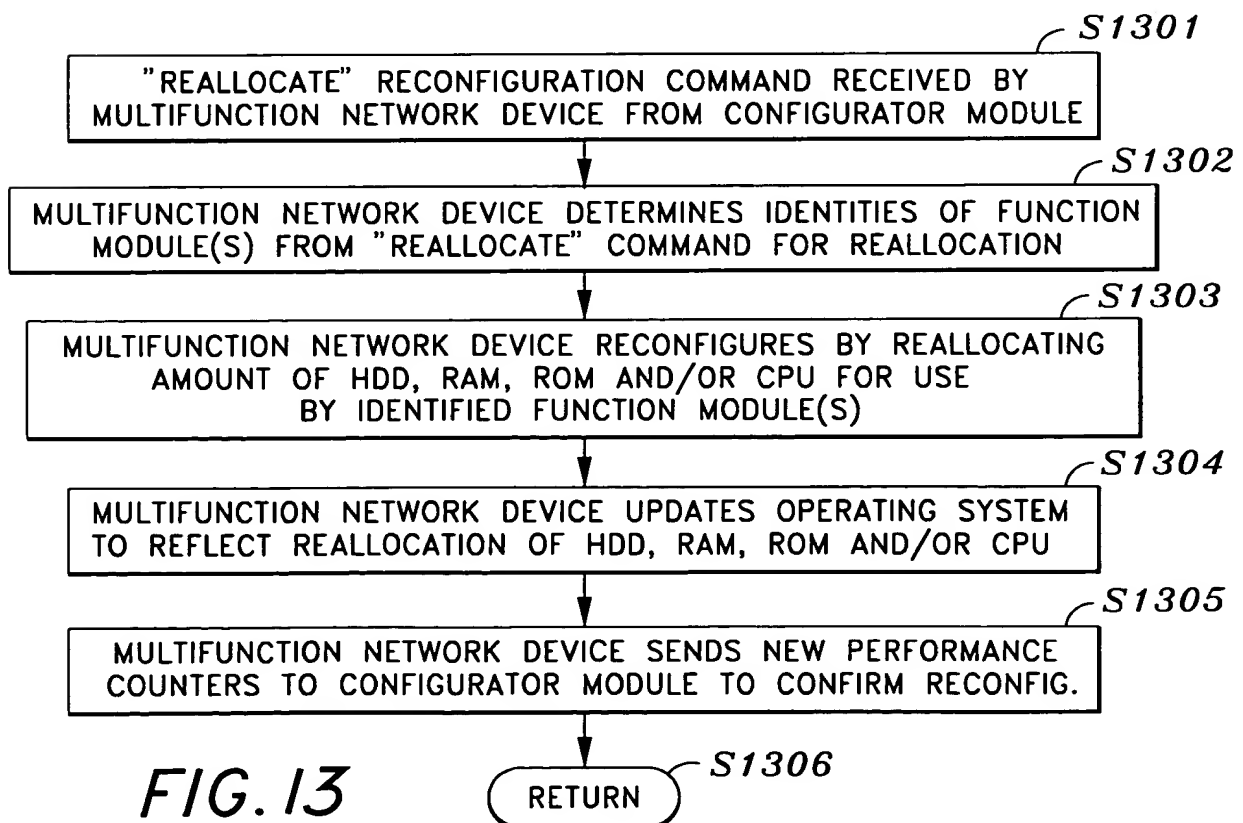 S1301
"REALLOCATE" RECONFIGURATION COMMAND RECEIVED BY
MULTIFUNCTION NETWORK DEVICE FROM CONFIGURATOR MODULE
S1302
MULTIFUNCTION NETWORK DEVICE DETERMINES IDENTITIES OF FUNCTION
MODULE(S) FROM "REALLOCATE" COMMAND FOR REALLOCATION
S1303
MULTIFUNCTION NETWORK DEVICE RECONFIGURES BY REALLOCATING
AMOUNT OF HDD, RAM, ROM AND/OR CPU FOR USE
BY IDENTIFIED FUNCTION MODULE(S)
S1304
MULTIFUNCTION NETWORK DEVICE UPDATES OPERATING SYSTEM
TO REFLECT REALLOCATION OF HDD, RAM, ROM AND/OR CPU
S1305
MULTIFUNCTION NETWORK DEVICE SENDS NEW PERFORMANCE
COUNTERS TO CONFIGURATOR MODULE TO CONFIRM RECONFIG.
S1306
RETURN
FIG. 13